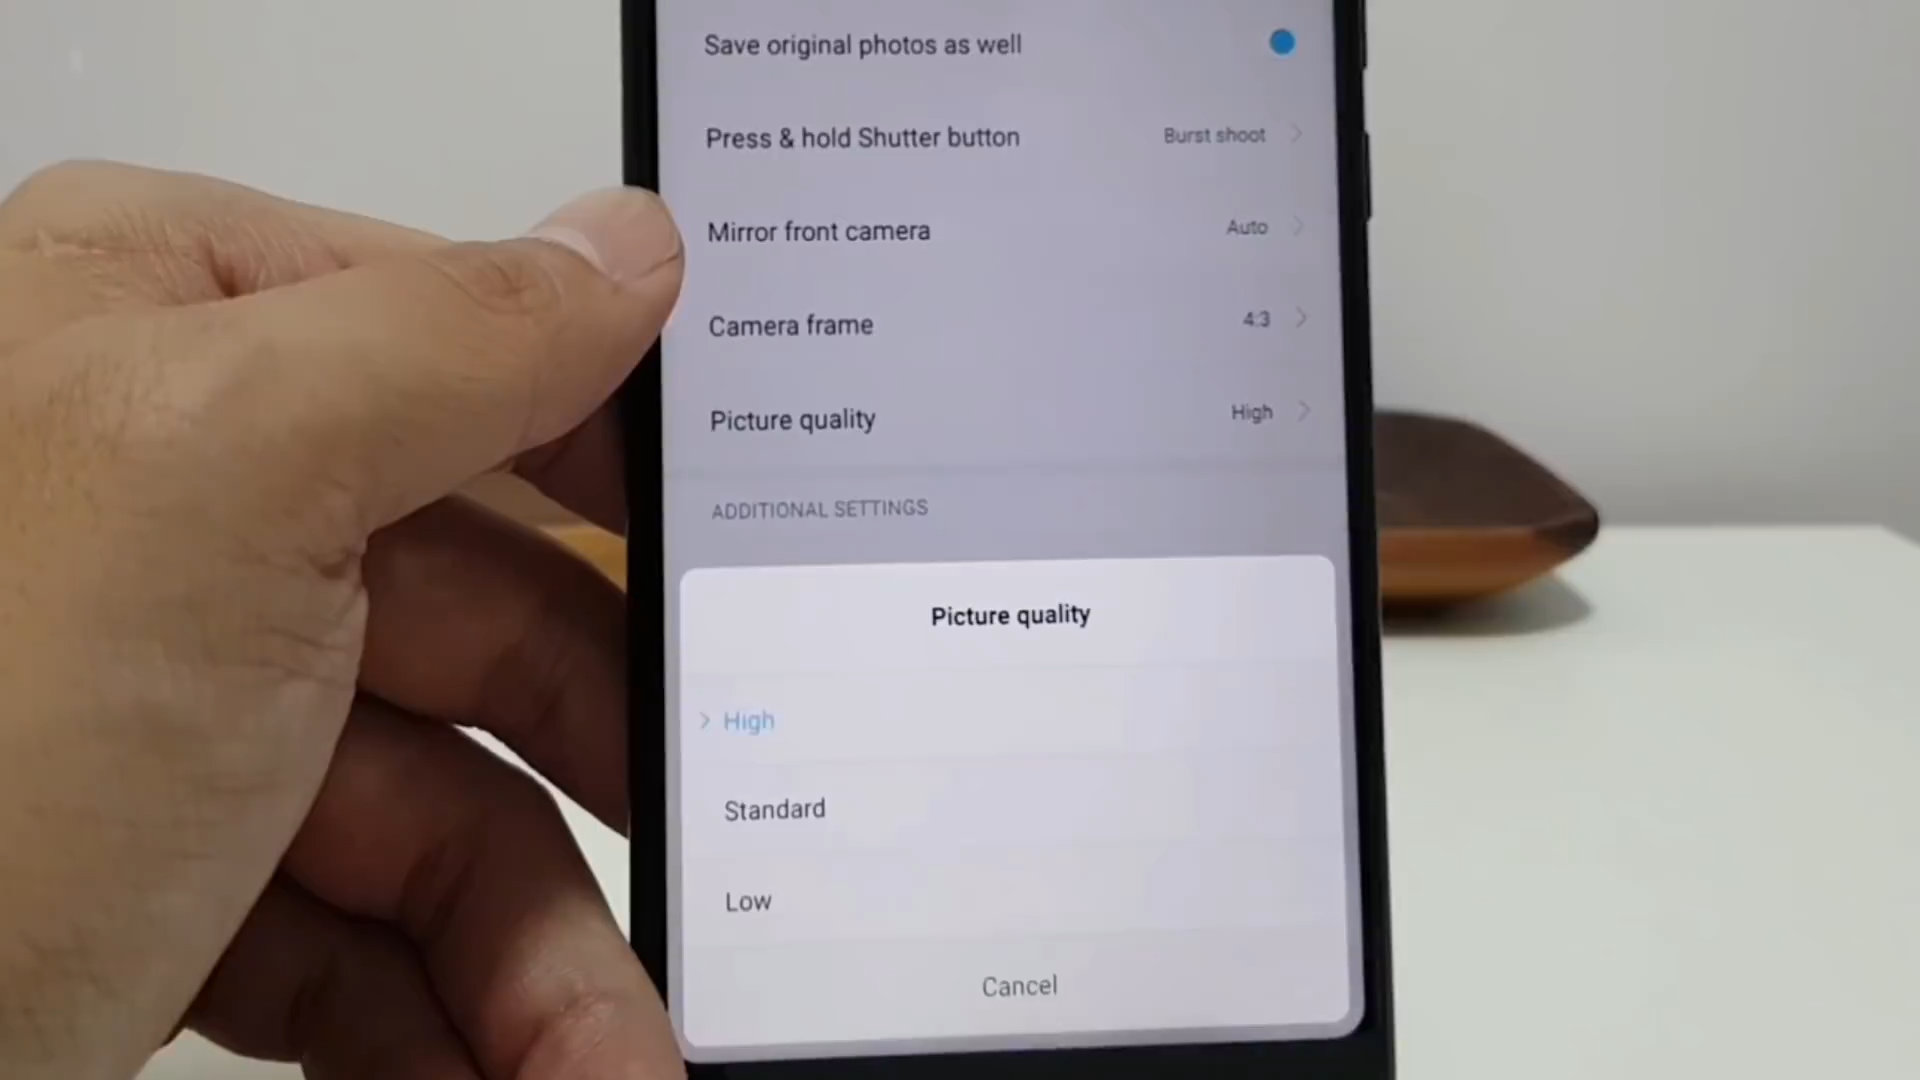 Save original photos as well
Press & hold Shutter button Burst shoot
Mirror front camera Auto
Camera frame 4:3
Picture quality High
ADDITIONAL SETTINGS
Picture quality
High
Standard
Low
Cancel